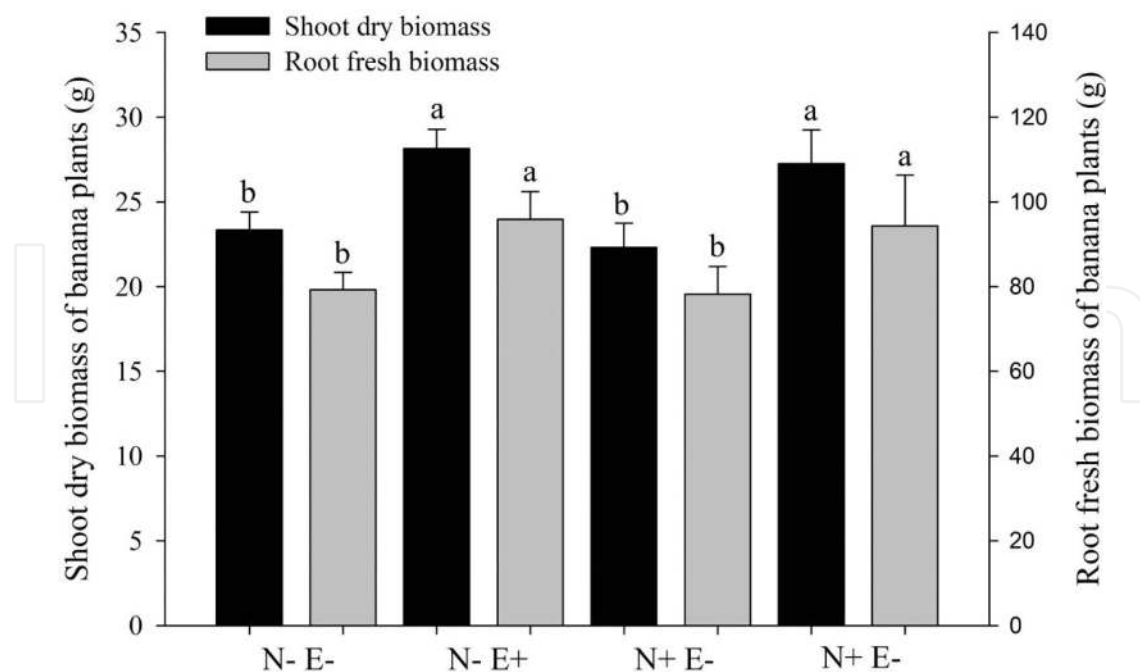 Shoot dry biomass
Root fresh biomass
Shoot dry biomass of banana plants (g)
35
30
25
20
15
10
5
0
b
b
a
a
b
b
a
a
140
120
100
80
60
40
20
0
Root fresh biomass of banana plants (g)
N- E-
N- E+
N+ E-
N+ E-